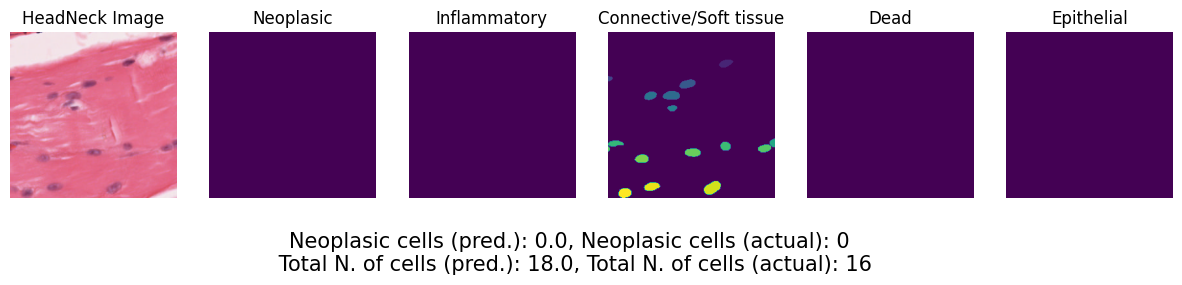 HeadNeck Image
Neoplasic
Inflammatory
Connective/Soft tissue
Dead
Epithelial
Neoplasic cells (pred.): 0.0, Neoplasic cells (actual): 0
Total N. of cells (pred.): 18.0, Total N. of cells (actual): 16